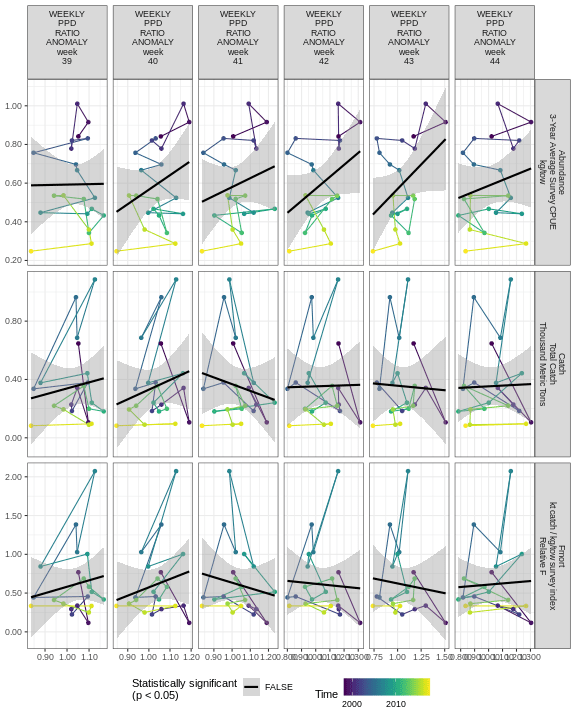 WEEKLY
PPD
RATIO
ANOMALY
week
39
WEEKLY
PPD
RATIO
ANOMALY
week
40
WEEKLY
PPD
RATIO
ANOMALY
week
41
WEEKLY
PPD
RATIO
ANOMALY
week
42
WEEKLY
PPD
RATIO
ANOMALY
week
43
WEEKLY
PPD
RATIO
ANOMALY
week
44
1.00
0.80
0.60
0.40
0.20
Abundance
3-Year Average Survey CPUE
kg/tow
0.80
0.40
0.00
Catch
Total Catch
Thousand Metric Tons
2.00
1.50
1.00
0.50
0.00
Fmort
kt catch / kg/tow survey index
Relative F
0.90 1.00 1.10
0.90 1.00 1.10 1.20
0.90 1.00 1.10
0.75 1.00 1.25 1.50
Statistically significant
(p < 0.05)
FALSE
Time
2000 2010